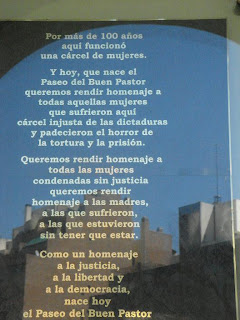 Por más de 100 años
aquí funcionó
una cárcel de mujeres.
Y hoy, que nace el
Paseo del Buen Pastor
queremos rendir homenaje a
todas aquellas mujeres
que sufrieron aquí
cárcel injusta de las dictaduras
y padecieron el horror de
la tortura y la prisión.
Queremos rendir homenaje a
todas las mujeres
condenadas sin justicia
queremos rendir
homenaje a las madres,
a las que sufrieron,
a las que estuvieron
sin tener que estar.
Como un homenaje
a la justicia,
a la libertad y
a la democracia,
nace hoy
el Paseo del Buen Pastor